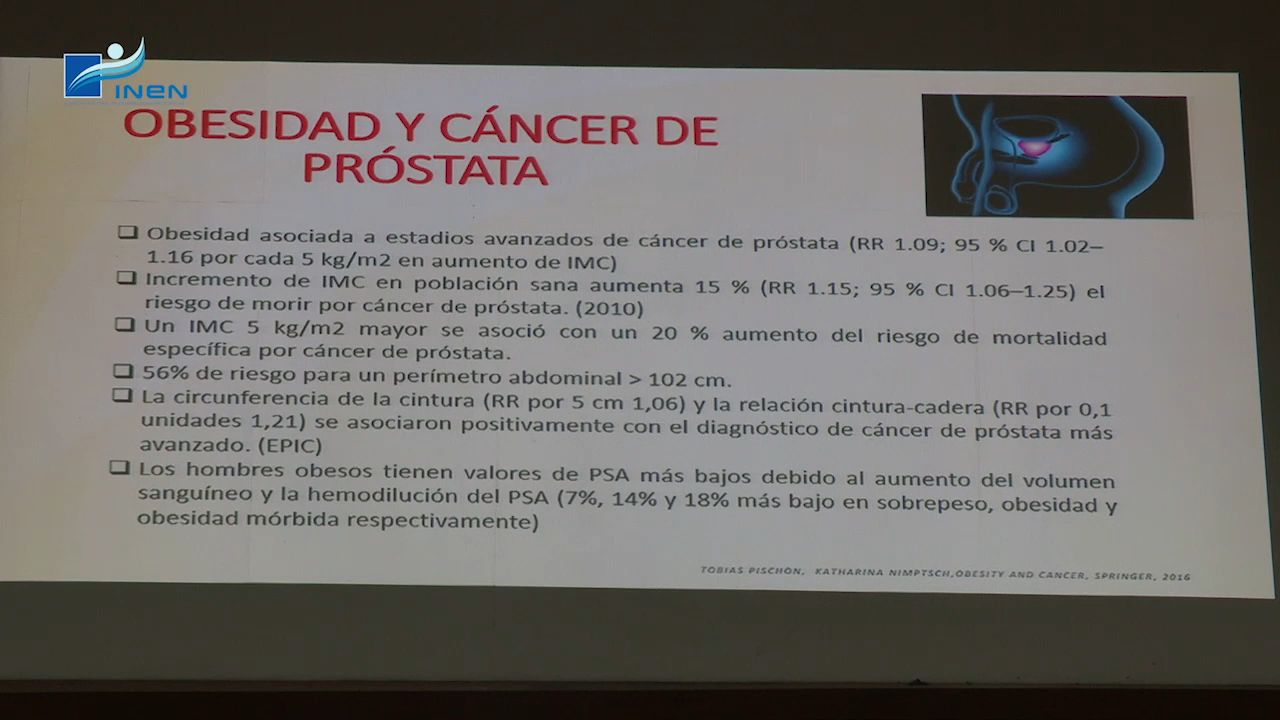 INEN
OBESIDAD Y CÁNCER DE
PRÓSTATA
❑ Obesidad asociada a estadios avanzados de cáncer de próstata (RR 1.09; 95 % CI 1.02–
1.16 por cada 5 kg/m2 en aumento de IMC)
❑ Incremento de IMC en población sana aumenta 15 % (RR 1.15; 95 % CI 1.06–1.25) el
riesgo de morir por cáncer de próstata. (2010)
❑ Un IMC 5 kg/m2 mayor se asoció con un 20 % aumento del riesgo de mortalidad
específica por cáncer de próstata.
❑ 56% de riesgo para un perímetro abdominal > 102 cm.
❑ La circunferencia de la cintura (RR por 5 cm 1,06) y la relación cintura-cadera (RR por 0,1
unidades 1,21) se asociaron positivamente con el diagnóstico de cáncer de próstata más
avanzado. (EPIC)
❑ Los hombres obesos tienen valores de PSA más bajos debido al aumento del volumen
sanguíneo y la hemodilución del PSA (7%, 14% y 18% más bajo en sobrepeso, obesidad y
obesidad mórbida respectivamente)
TOBIAS PISCHON, KATHARINA NIMPTSCH,OBESITY AND CANCER, SPRINGER, 2016